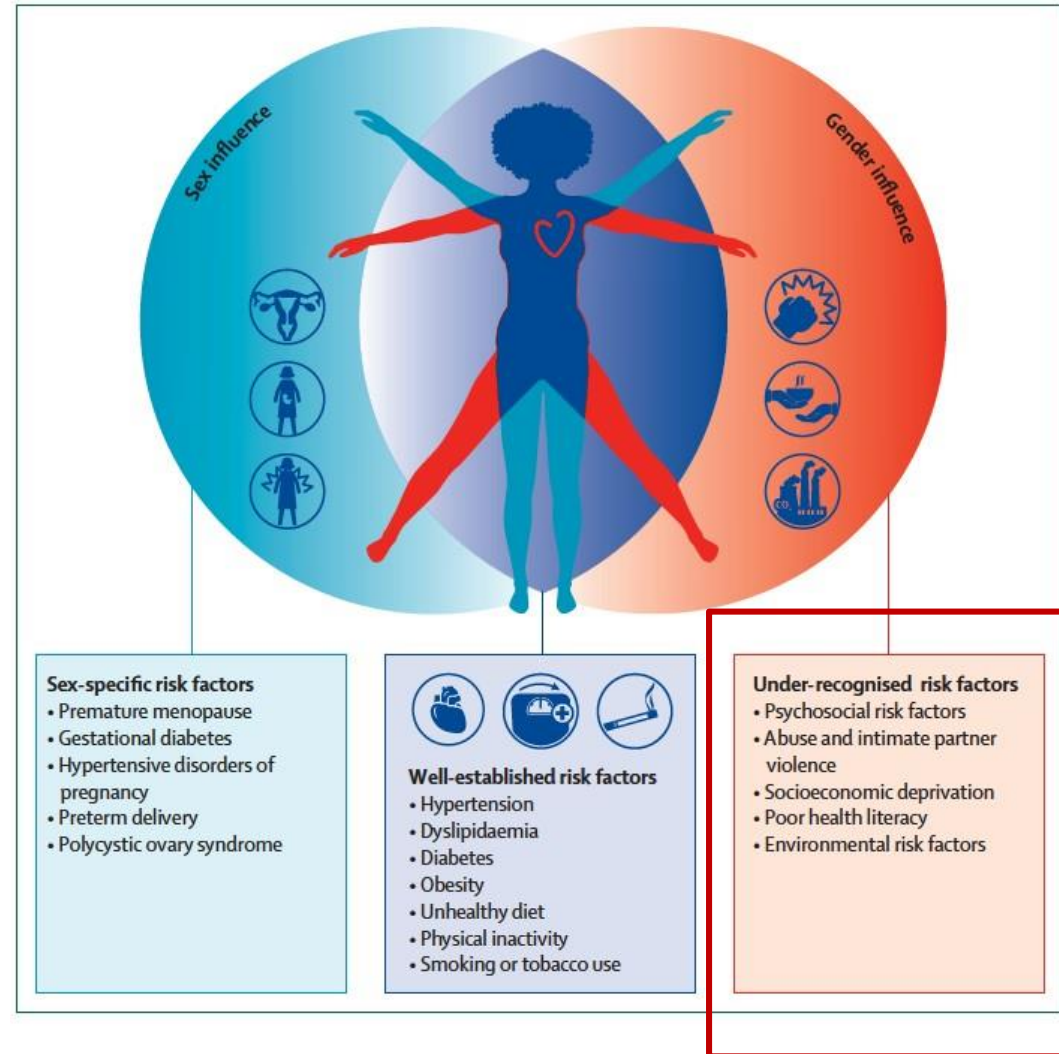 Sex influence
Gender influence
CO₂
Sex-specific risk factors
• Premature menopause
• Gestational diabetes
• Hypertensive disorders of
pregnancy
• Preterm delivery
• Polycystic ovary syndrome
Well-established risk factors
• Hypertension
• Dyslipidaemia
• Diabetes
• Obesity
• Unhealthy diet
• Physical inactivity
• Smoking or tobacco use
Under-recognised risk factors
• Psychosocial risk factors
• Abuse and intimate partner
violence
• Socioeconomic deprivation
• Poor health literacy
• Environmental risk factors